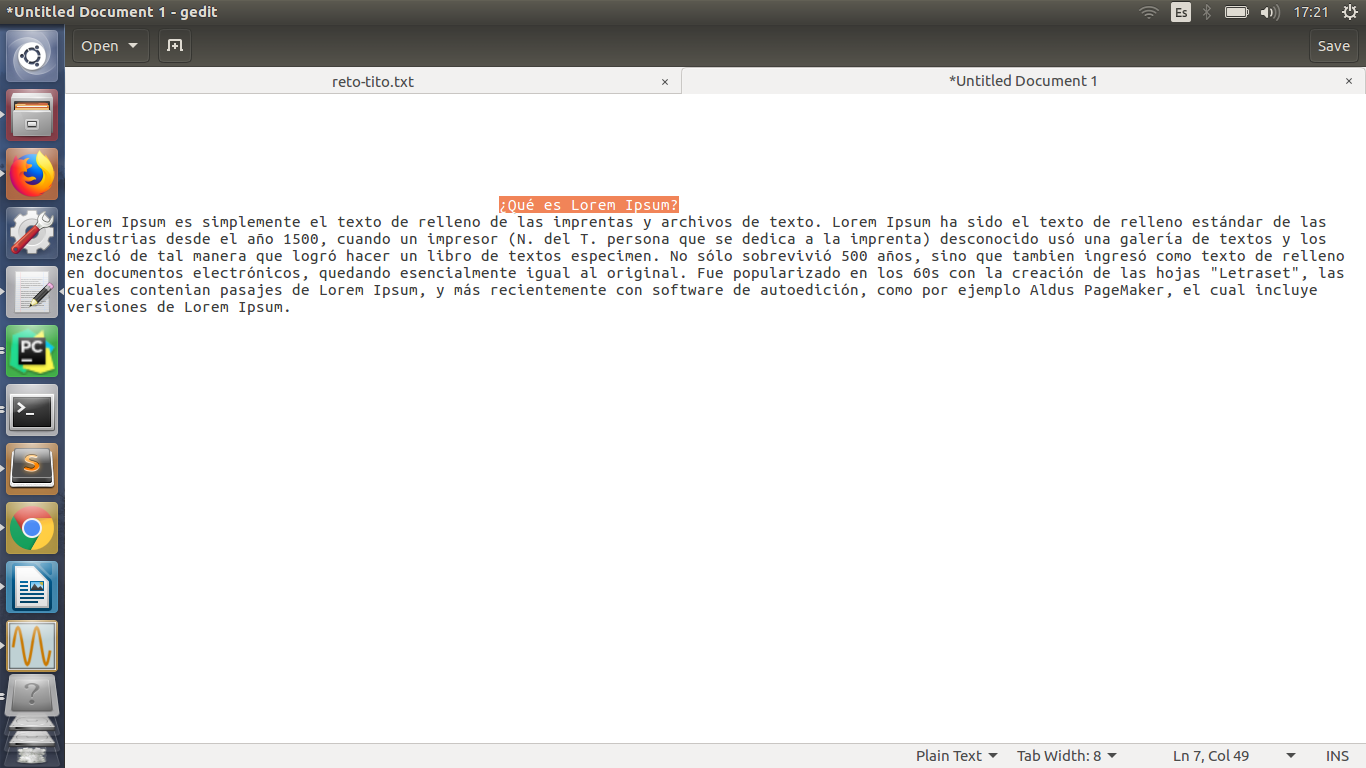 *Untitled Document 1 - gedit
Es
17:21
Open
Save
reto-tito.txt
×
*Untitled Document 1
×
¿Qué es Lorem Ipsum?
Lorem Ipsum es simplemente el texto de relleno de las imprentas y archivos de texto. Lorem Ipsum ha sido el texto de relleno estándar de las
industrias desde el año 1500, cuando un impresor (N. del T. persona que se dedica a la imprenta) desconocido usó una galería de textos y los
mezcló de tal manera que logró hacer un libro de textos especimen. No sólo sobrevivió 500 años, sino que tambien ingresó como texto de relleno
en documentos electrónicos, quedando esencialmente igual al original. Fue popularizado en los 60s con la creación de las hojas "Letraset", las
cuales contenian pasajes de Lorem Ipsum, y más recientemente con software de autoedición, como por ejemplo Aldus PageMaker, el cual incluye
versiones de Lorem Ipsum.
PC
>_
S
?
Plain Text
Tab Width: 8
Ln 7, Col 49
INS